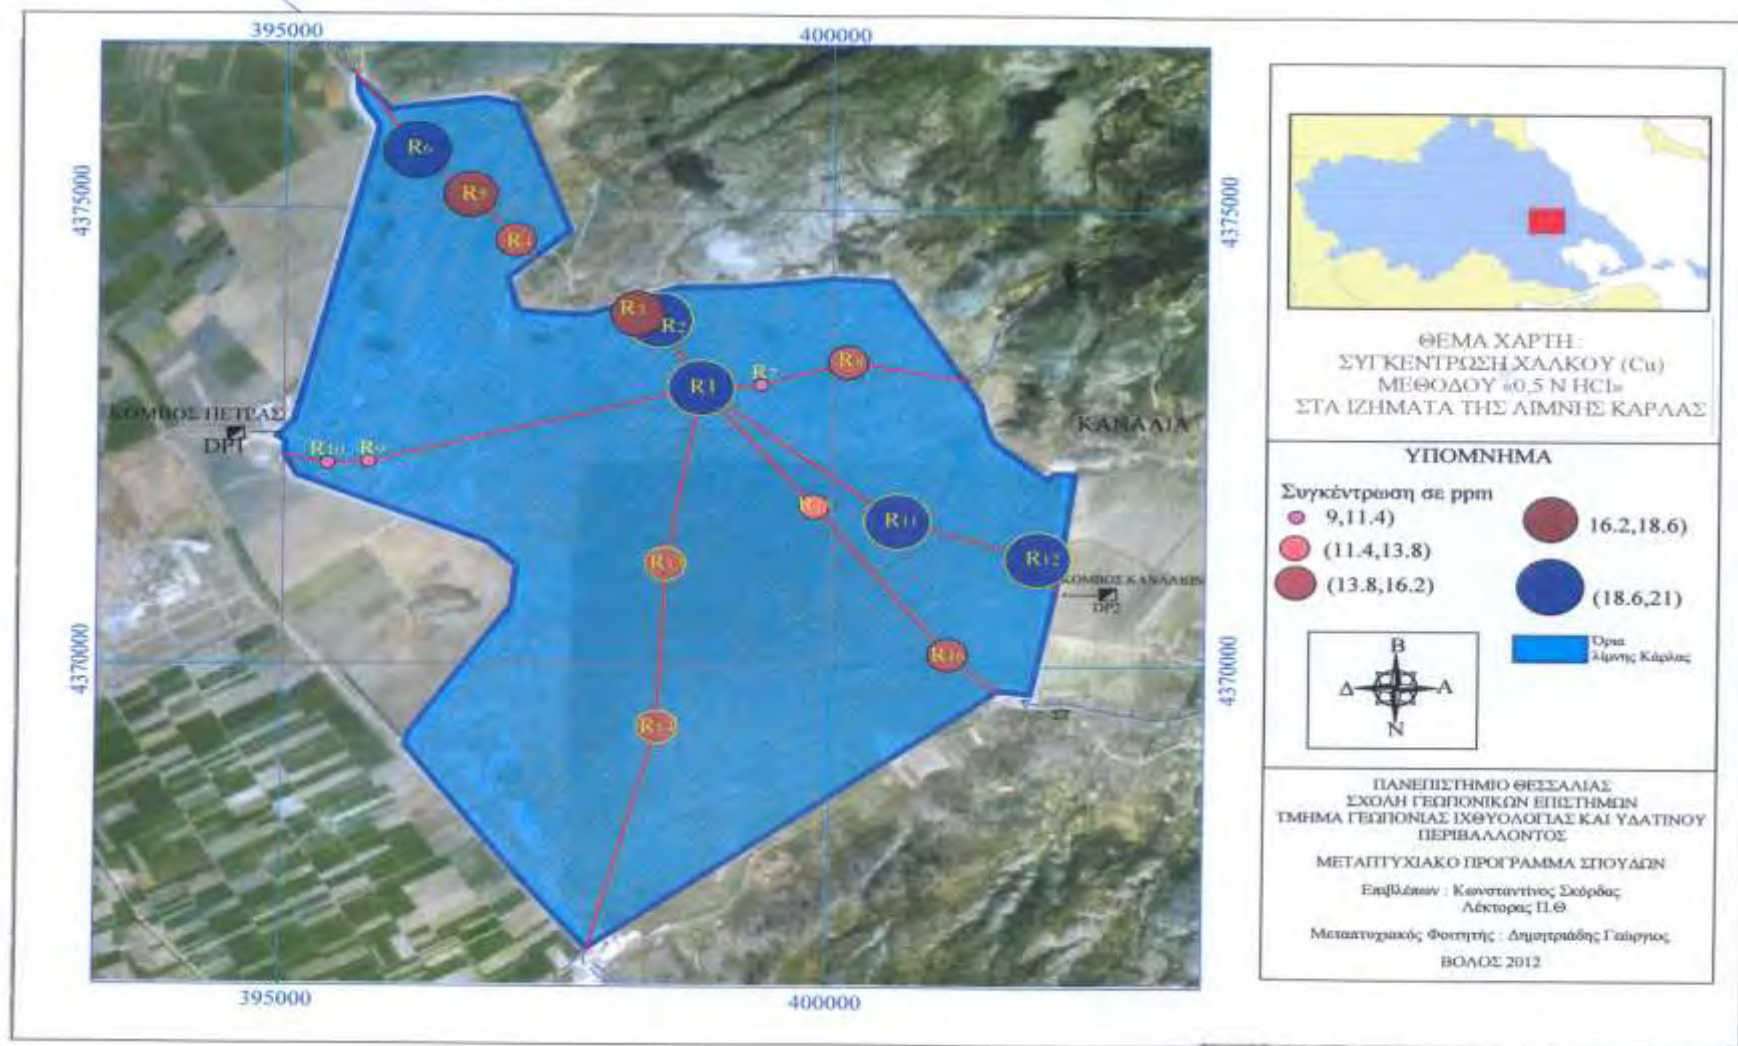 395000
400000
4375000
4375000
R6
R5
R4
R3
R2
R1
R7
R8
ΚΟΜΒΟΣ ΠΕΤΡΑΣ
DP1
R10
R9
ΚΑΝΑΛΙΑ
R11
R12
ΚΟΜΒΟΣ ΚΑΝΑΛΙΩΝ
DP2
R16
4370000
4370000
395000
400000
ΘΕΜΑ ΧΑΡΤΗ :
ΣΥΓΚΕΝΤΡΩΣΗ ΧΑΛΚΟΥ (Cu)
ΜΕΘΟΔΟΥ «0,5 N HCl»
ΣΤΑ ΙΖΗΜΑΤΑ ΤΗΣ ΛΙΜΝΗΣ ΚΑΡΛΑΣ
ΥΠΟΜΝΗΜΑ
Συγκέντρωση σε ppm
9,11.4)
(11.4,13.8)
(13.8,16.2)
16.2,18.6)
(18.6,21)
Όρια
λίμνης Κάρλας
Β
Δ
Α
Ν
ΠΑΝΕΠΙΣΤΗΜΙΟ ΘΕΣΣΑΛΙΑΣ
ΣΧΟΛΗ ΓΕΩΠΟΝΙΚΩΝ ΕΠΙΣΤΗΜΩΝ
ΤΜΗΜΑ ΓΕΩΠΟΝΙΑΣ ΙΧΘΥΟΛΟΓΙΑΣ ΚΑΙ ΥΔΑΤΙΝΟΥ
ΠΕΡΙΒΑΛΛΟΝΤΟΣ
ΜΕΤΑΠΤΥΧΙΑΚΟ ΠΡΟΓΡΑΜΜΑ ΣΠΟΥΔΩΝ
Επιβλέπων : Κωνσταντίνος Σκόρδας
Λέκτορας Π.Θ
Μεταπτυχιακός Φοιτητής : Δημητριάδης Γεώργιος
ΒΟΛΟΣ 2012